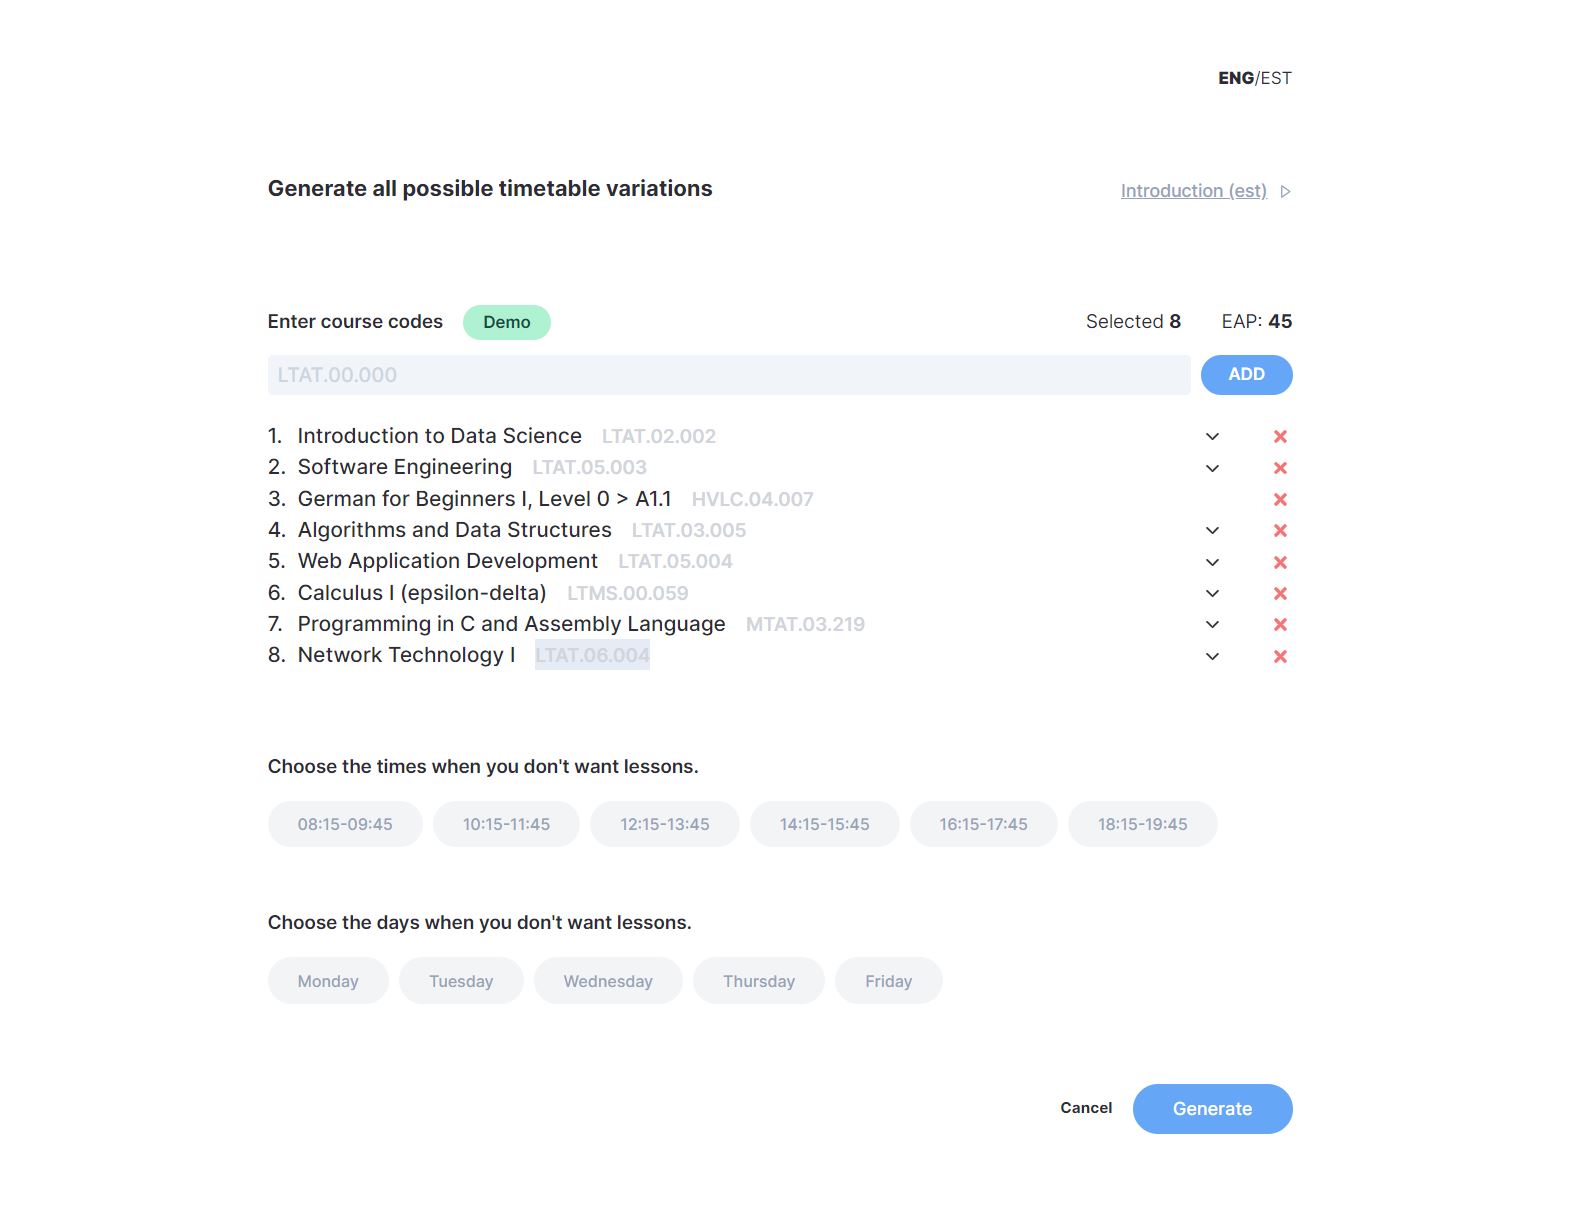 ENG/EST
Generate all possible timetable variations
Introduction (est)
Enter course codes Demo Selected 8 EAP: 45
LTAT.00.000 ADD
1. Introduction to Data Science LTAT.02.002
2. Software Engineering LTAT.05.003
3. German for Beginners I, Level 0 > A1.1 HVLC.04.007
4. Algorithms and Data Structures LTAT.03.005
5. Web Application Development LTAT.05.004
6. Calculus I (epsilon-delta) LTMS.00.059
7. Programming in C and Assembly Language MTAT.03.219
8. Network Technology I LTAT.06.004
Choose the times when you don't want lessons.
08:15-09:45 10:15-11:45 12:15-13:45 14:15-15:45 16:15-17:45 18:15-19:45
Choose the days when you don't want lessons.
Monday Tuesday Wednesday Thursday Friday
Cancel Generate